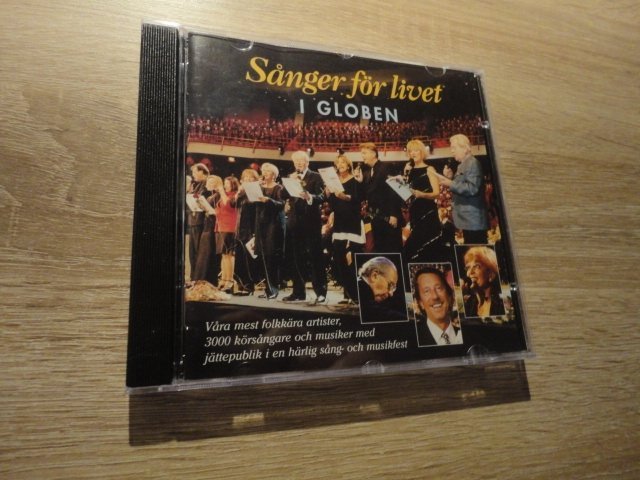 Sånger för livet
I GLOBEN
Våra mest folkkära artister,
3000 körsångare och musiker med
jättepublik i en härlig sång- och musikfest